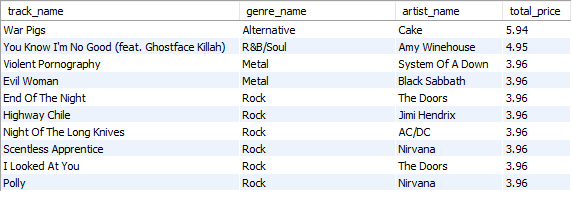 track_name genre_name artist_name total_price
War Pigs Alternative Cake 5.94
You Know I'm No Good (feat. Ghostface Killah) R&B/Soul Amy Winehouse 4.95
Violent Pornography Metal System Of A Down 3.96
Evil Woman Metal Black Sabbath 3.96
End Of The Night Rock The Doors 3.96
Highway Chile Rock Jimi Hendrix 3.96
Night Of The Long Knives Rock AC/DC 3.96
Scentless Apprentice Rock Nirvana 3.96
I Looked At You Rock The Doors 3.96
Polly Rock Nirvana 3.96